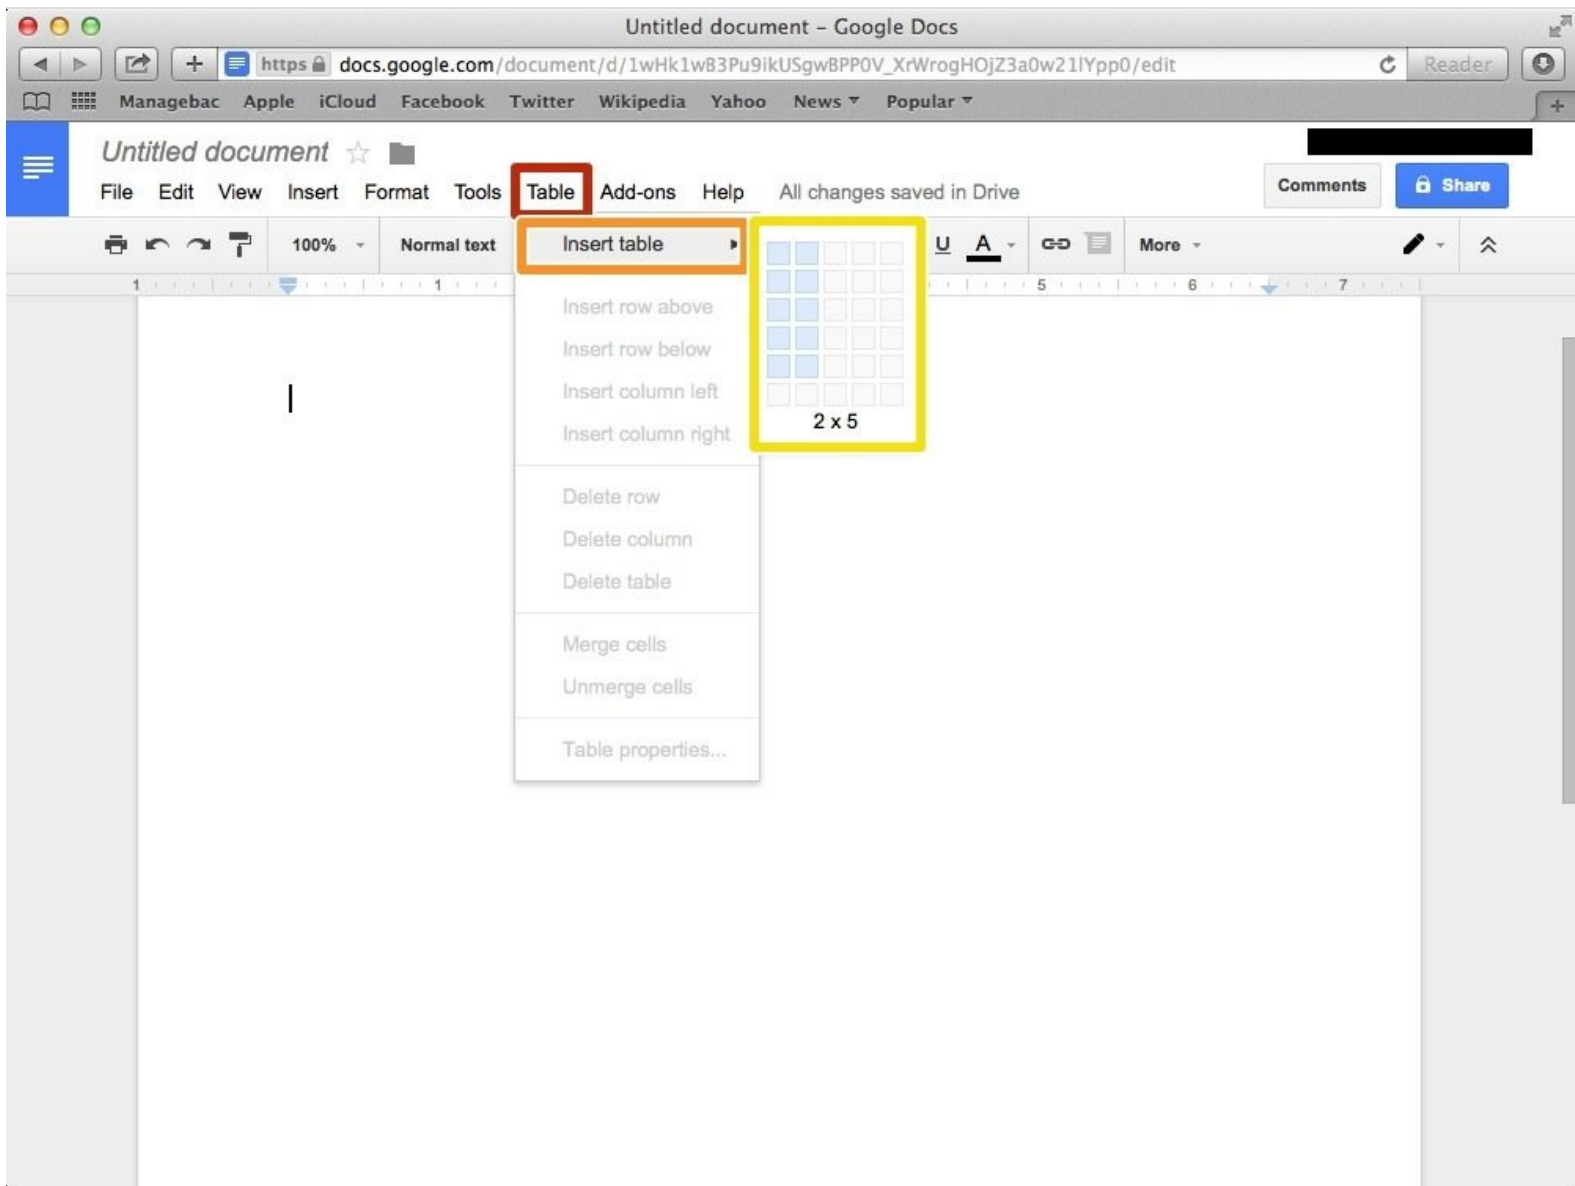 Untitled document – Google Docs
https docs.google.com/document/d/1wHk1wB3Pu9ikUSgwBPP0V_XrWrogHOjZ3a0w21lYpp0/edit Reader
Managebac Apple iCloud Facebook Twitter Wikipedia Yahoo News Popular
Untitled document
File Edit View Insert Format Tools Table Add-ons Help All changes saved in Drive Comments Share
100% Normal text Insert table U A More
1 1 5 6 7
Insert row above
Insert row below
Insert column left
2 x 5
Insert column right
Delete row
Delete column
Delete table
Merge cells
Unmerge cells
Table properties...